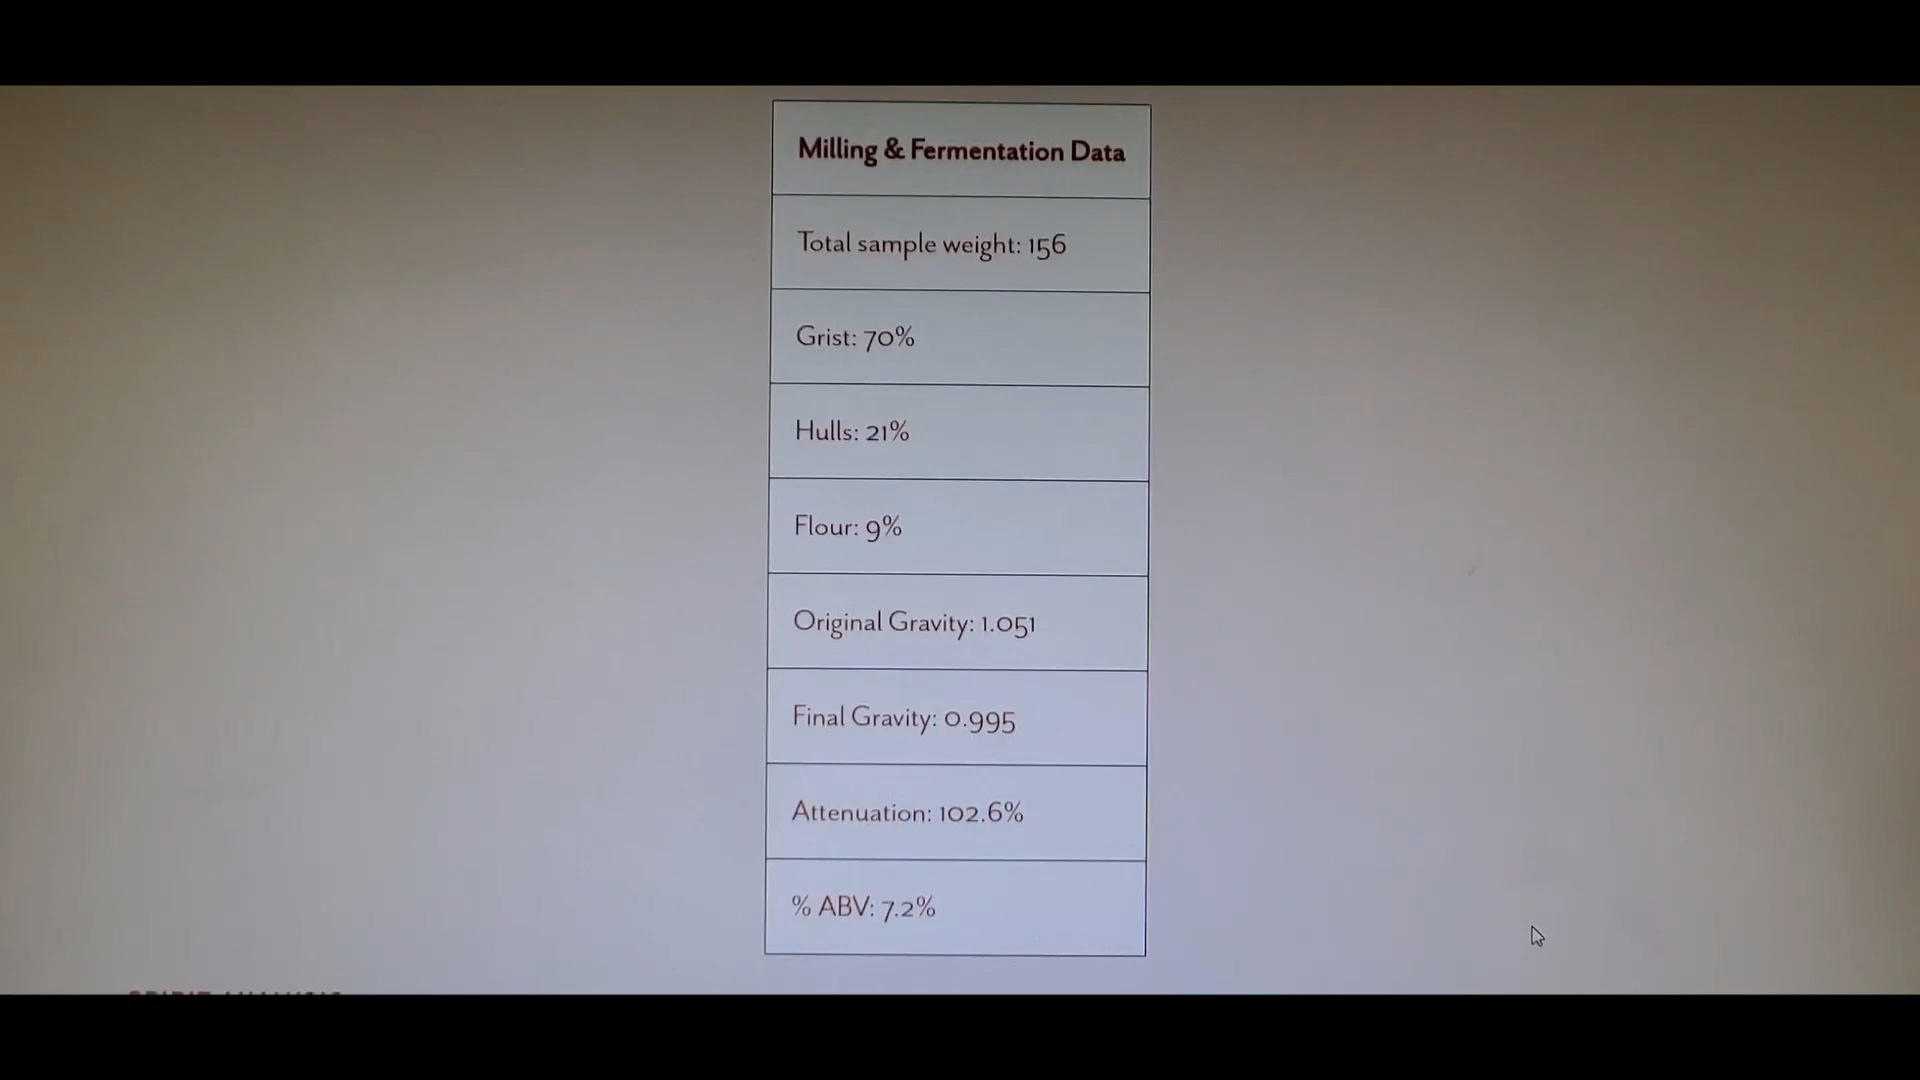 Milling & Fermentation Data
Total sample weight: 156
Grist: 70%
Hulls: 21%
Flour: 9%
Original Gravity: 1.051
Final Gravity: 0.995
Attenuation: 102.6%
% ABV: 7.2%